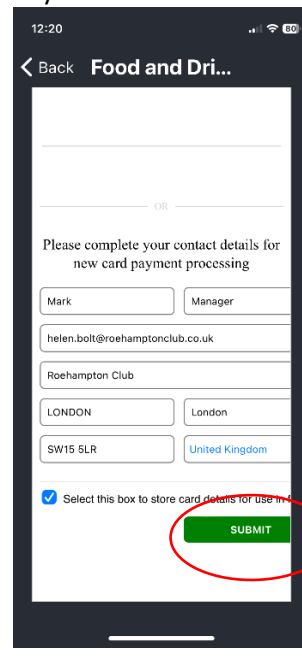 12:20 80
Back Food and Dri...
OR
Please complete your contact details for
new card payment processing
Mark Manager
helen.bolt@roehamptonclub.co.uk
Roehampton Club
LONDON London
SW15 5LR United Kingdom
Select this box to store card details for use in
SUBMIT